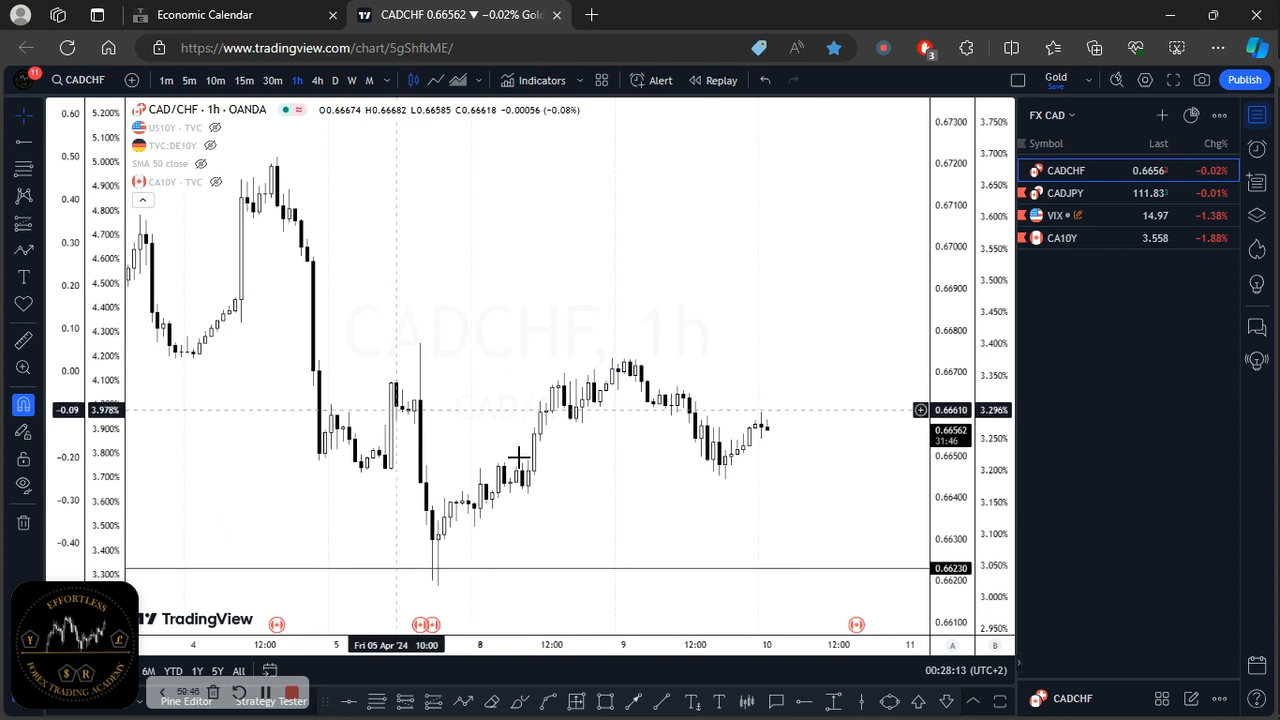 Economic Calendar
CADCHF 0.66562 ▼ −0.02% Gold
https://www.tradingview.com/chart/5gShfkME/
3
11
CADCHF
1m 5m 10m 15m 30m 1h 4h D W M
Indicators
Alert
Replay
Gold
Save
Publish
CAD/CHF · 1h · OANDA
O0.66674 H0.66682 L0.66585 C0.66618 −0.00056 (−0.08%)
US10Y · TVC
TVC:DE10Y
SMA 50 close
CA10Y · TVC
CADCHF, 1h
0.60
0.50
0.40
0.30
0.20
0.10
0.00
−0.09
−0.20
−0.30
−0.40
5.200%
5.100%
5.000%
4.900%
4.800%
4.700%
4.600%
4.500%
4.400%
4.300%
4.200%
4.100%
3.978%
3.900%
3.800%
3.700%
3.600%
3.500%
3.400%
3.300%
0.67300
0.67200
0.67100
0.67000
0.66900
0.66800
0.66700
0.66610
0.66562
31:46
0.66500
0.66400
0.66300
0.66230
0.66200
0.66100
3.750%
3.700%
3.650%
3.600%
3.550%
3.500%
3.450%
3.400%
3.350%
3.296%
3.250%
3.200%
3.150%
3.100%
3.050%
3.000%
2.950%
FX CAD
Symbol Last Chg%
CADCHF 0.66562 −0.02%
CADJPY 111.833 −0.01%
VIX 14.97 −1.38%
CA10Y 3.558 −1.88%
TradingView
4 12:00 5 Fri 05 Apr '24 10:00 8 12:00 9 12:00 10 12:00 11
A
B
6M YTD 1Y 5Y All
00:28:13 (UTC+2)
59:48
Pine Editor
Strategy Tester
CADCHF
EFFORTLESS
FOREX TRADING ACADEMY